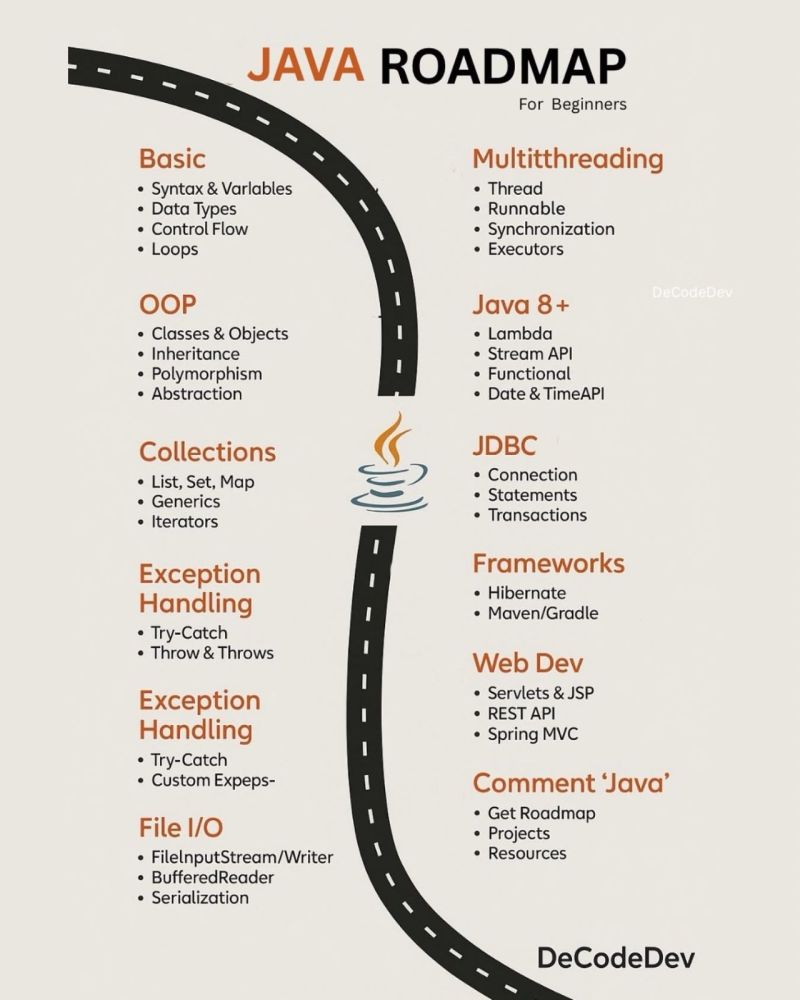 JAVA ROADMAP
For Beginners
Basic
• Syntax & Variables
• Data Types
• Control Flow
• Loops
OOP
• Classes & Objects
• Inheritance
• Polymorphism
• Abstraction
Collections
• List, Set, Map
• Generics
• Iterators
Exception
Handling
• Try-Catch
• Throw & Throws
Exception
Handling
• Try-Catch
• Custom Expeps-
File I/O
• FileInputStream/Writer
• BufferedReader
• Serialization
Multitthreading
• Thread
• Runnable
• Synchronization
• Executors
DeCodeDev
Java 8+
• Lambda
• Stream API
• Functional
• Date & TimeAPI
JDBC
• Connection
• Statements
• Transactions
Frameworks
• Hibernate
• Maven/Gradle
Web Dev
• Servlets & JSP
• REST API
• Spring MVC
Comment ‘Java’
• Get Roadmap
• Projects
• Resources
DeCodeDev